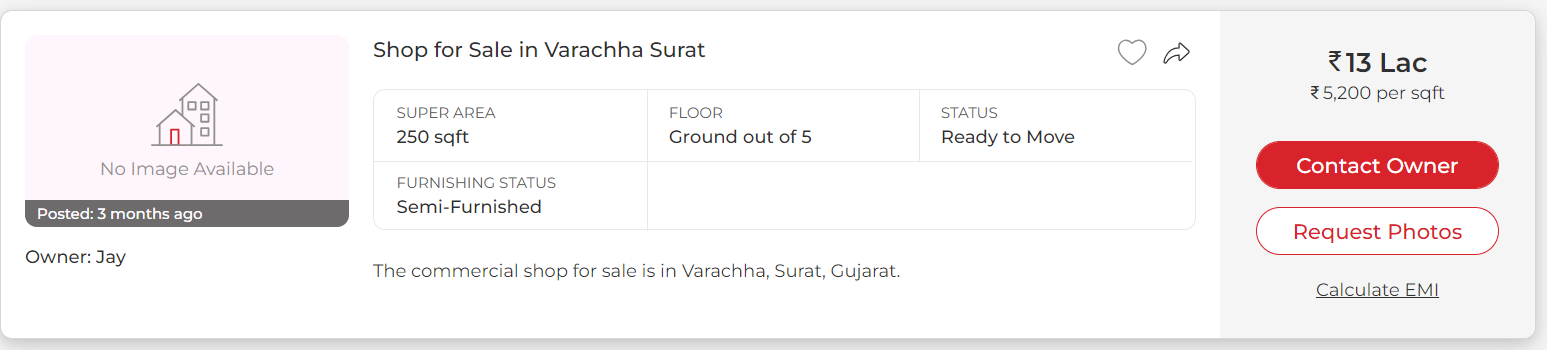 No Image Available
Posted: 3 months ago
Owner: Jay
Shop for Sale in Varachha Surat
SUPER AREA
250 sqft
FLOOR
Ground out of 5
STATUS
Ready to Move
FURNISHING STATUS
Semi-Furnished
The commercial shop for sale is in Varachha, Surat, Gujarat.
₹13 Lac
₹5,200 per sqft
Contact Owner
Request Photos
Calculate EMI